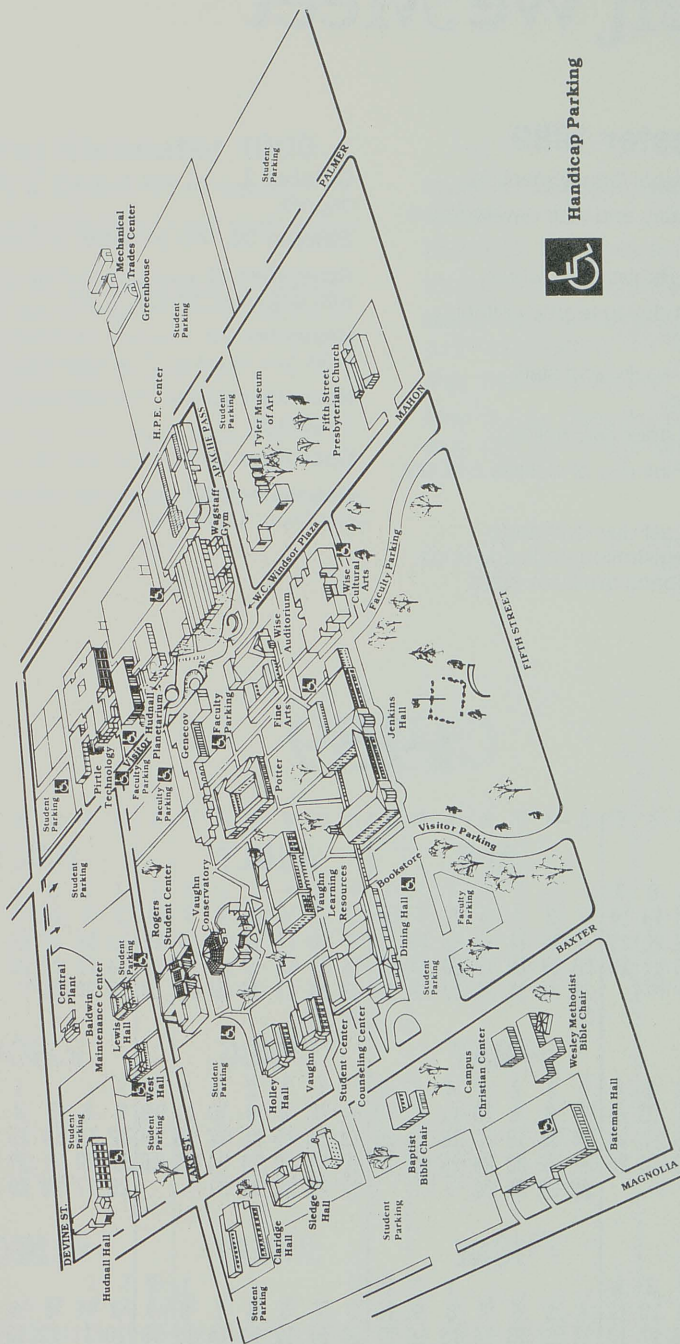 Handicap Parking
Student
Parking
PALMER
Mechanical
Trades Center
Greenhouse
Student
Parking
H.P.E. Center
APACHE PASS
Student
Parking
Tyler Museum
of Art
Fifth Street
Presbyterian Church
MAHON
Wagstaff
Gym
W.C. Windsor Plaza
Wise
Auditorium
Wise
Cultural
Arts
Faculty Parking
FIFTH STREET
Student
Parking
Pirtle
Technology
Visitor
Faculty
Parking
Hudnall
Planetarium
Faculty
Parking
Genecov
Faculty
Parking
Fine
Arts
Potter
Jenkins
Hall
Student
Parking
Rogers
Student Center
Vaughn
Conservatory
Vaughn
Learning
Resources
Bookstore
Visitor Parking
Dining Hall
Faculty
Parking
Student
Parking
BAXTER
Central
Plant
Baldwin
Maintenance Center
Lewis
Hall
Student
Parking
West
Hall
Student
Parking
Holley
Hall
Vaughn
Student Center
Counseling Center
Campus
Christian Center
Wesley Methodist
Bible Chair
Student
Parking
Student
Parking
DEVINE ST.
Hudnall Hall
Claridge
Hall
Sledge
Hall
Baptist
Bible Chair
Student
Parking
Student
Parking
Bateman Hall
MAGNOLIA